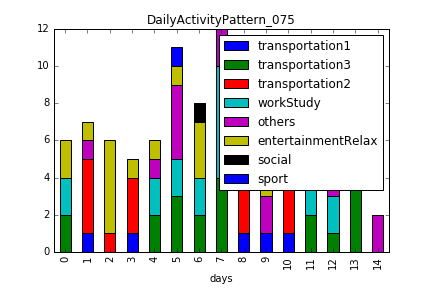 DailyActivityPattern_075
12
10
8
6
4
2
0
transportation1
transportation3
transportation2
workStudy
others
entertainmentRelax
social
sport
0 1 2 3 4 5 6 7 8 9 10 11 12 13 14
days